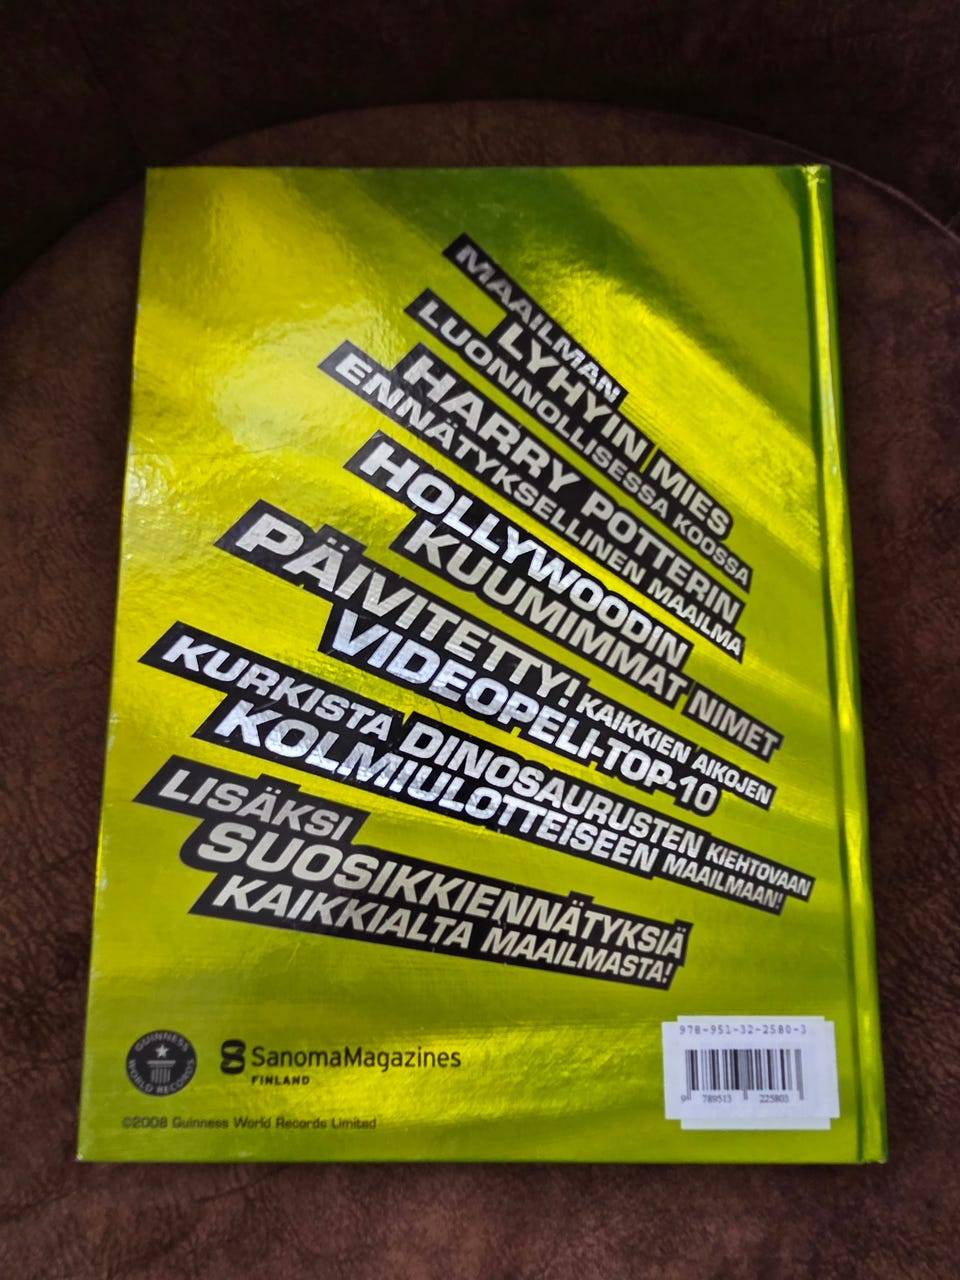 MAAILMAN
LYHYIN MIES
LUONNOLLISESSA KOOSSA
HARRY POTTERIN
ENNÄTYKSELLINEN MAAILMA
HOLLYWOODIN
KUUMIMMAT NIMET
PÄIVITETTY! KAIKKIEN AIKOJEN
VIDEOPELI-TOP-10
KURKISTA DINOSAURUSTEN KIEHTOVAAN
KOLMIULOTTEISEEN MAAILMAAN!
LISÄKSI
SUOSIKKIENNÄTYKSIÄ
KAIKKIALTA MAAILMASTA!
GUINNESS WORLD RECORDS
SanomaMagazines
FINLAND
©2008 Guinness World Records Limited
978-951-32-2580-3
9 789513 225803